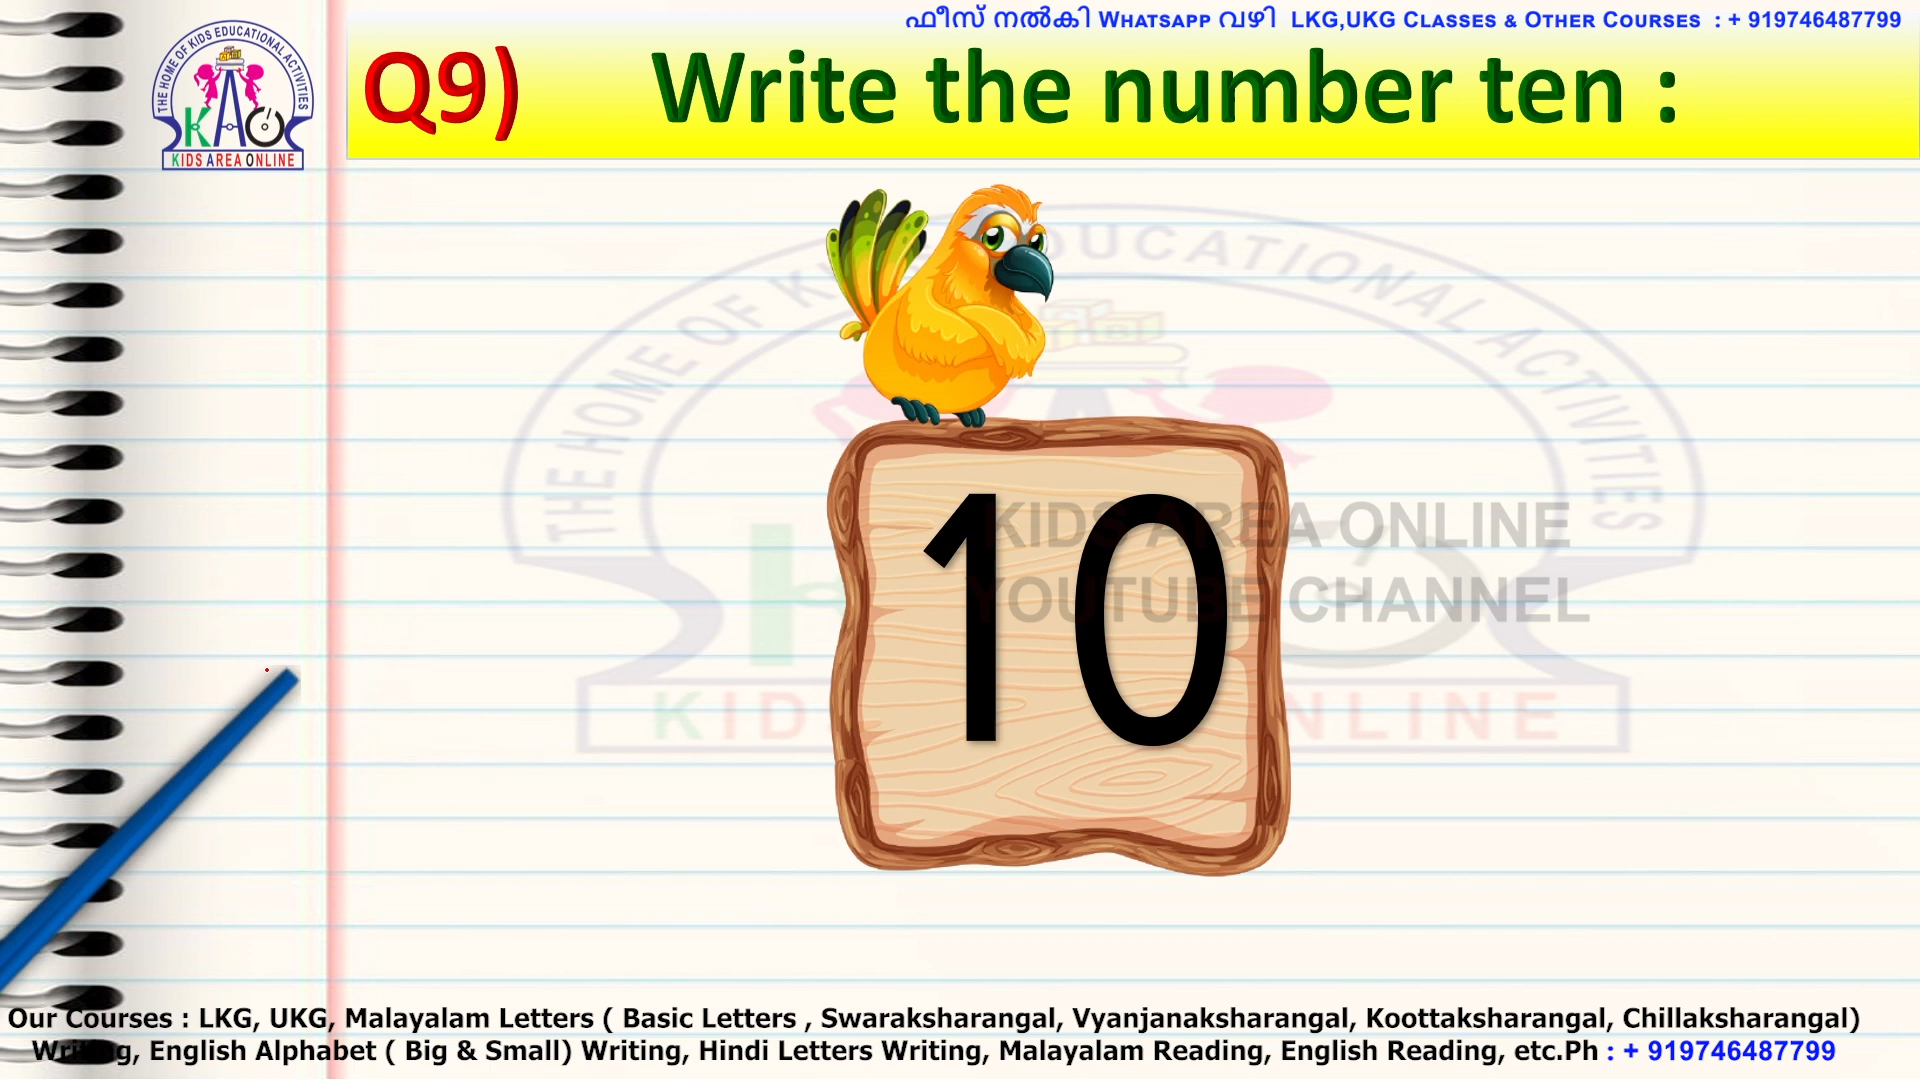 ഫീസ് നൽകി WHATSAPP വഴി LKG,UKG CLASSES & OTHER COURSES : + 919746487799
THE HOME OF KIDS EDUCATIONAL ACTIVITIES
KAO
KIDS AREA ONLINE
Q9) Write the number ten :
10
KIDS AREA ONLINE
YOUTUBE CHANNEL
Our Courses : LKG, UKG, Malayalam Letters ( Basic Letters , Swaraksharangal, Vyanjanaksharangal, Koottaksharangal, Chillaksharangal)
Writing, English Alphabet ( Big & Small) Writing, Hindi Letters Writing, Malayalam Reading, English Reading, etc.Ph : + 919746487799